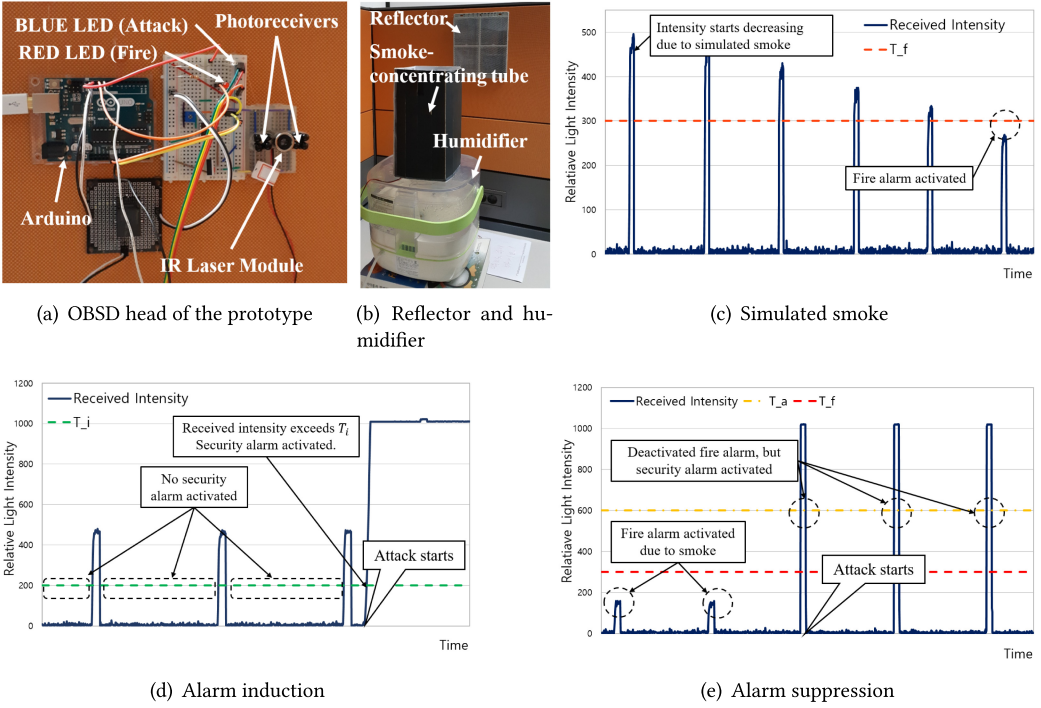 BLUE LED (Attack)
RED LED (Fire)
Photoreceivers
Arduino
IR Laser Module
(a) OBSD head of the prototype
Reflector
Smoke-
concentrating tube
Humidifier
(b) Reflector and hu-
midifier
Relatiave Light Intensity
500
400
300
200
100
0
Intensity starts decreasing
due to simulated smoke
Received Intensity
T_f
Fire alarm activated
Time
(c) Simulated smoke
Relative Light Intensity
1200
1000
800
600
400
200
0
Received Intensity
T_i
Received intensity exceeds Ti
Security alarm activated.
No security
alarm activated
Attack starts
Time
(d) Alarm induction
Relatiave Light Intensity
1200
1000
800
600
400
200
0
Received Intensity T_a T_f
Deactivated fire alarm, but
security alarm activated
Fire alarm activated
due to smoke
Attack starts
Time
(e) Alarm suppression